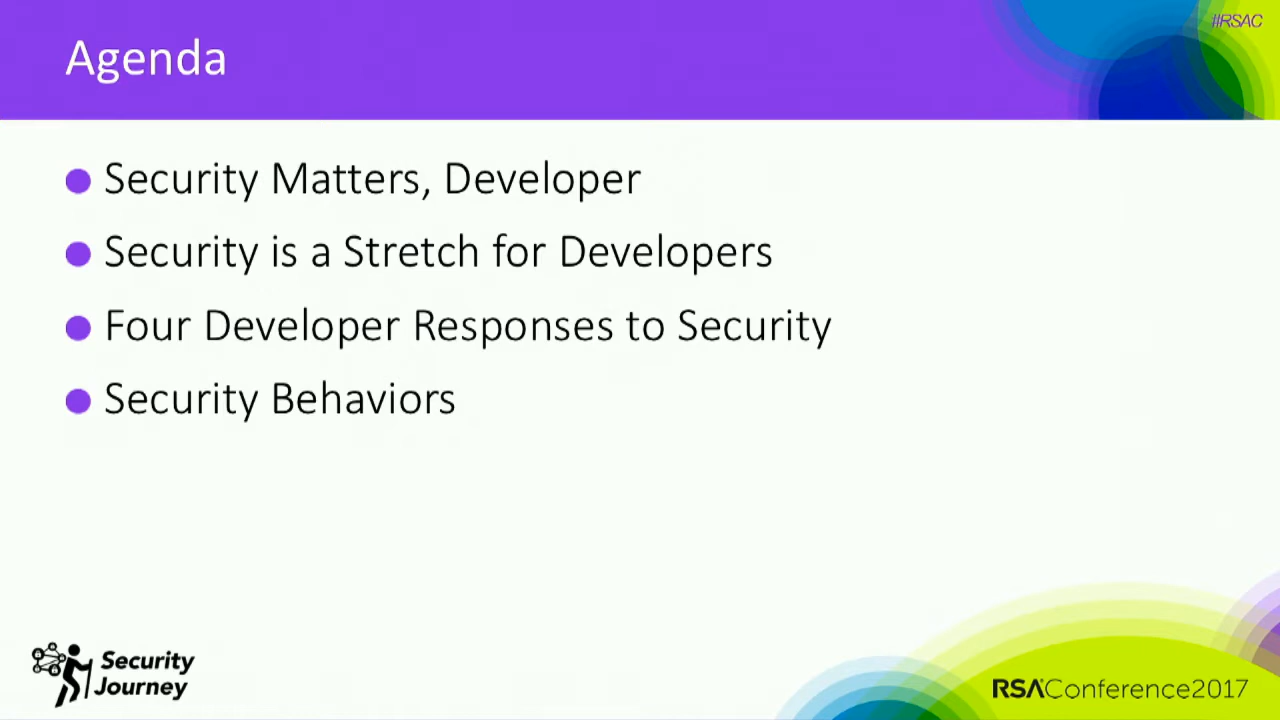 #RSAC
Agenda
Security Matters, Developer
Security is a Stretch for Developers
Four Developer Responses to Security
Security Behaviors
Security
Journey
RSAConference2017